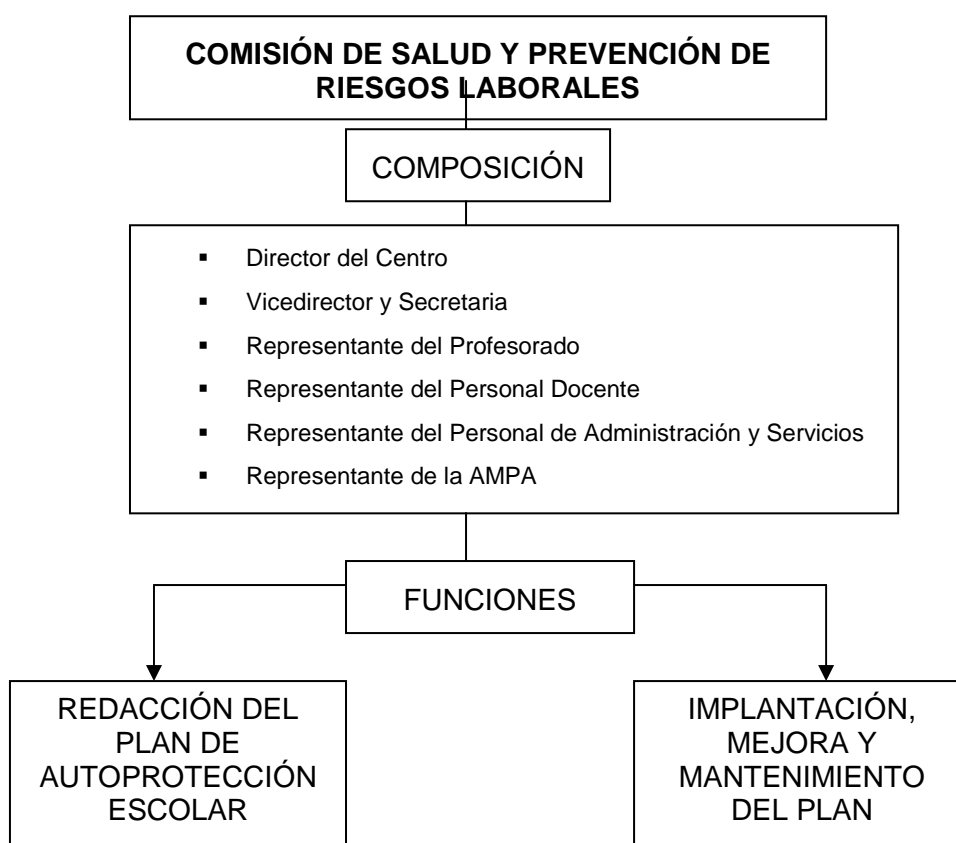 COMISIÓN DE SALUD Y PREVENCIÓN DE
RIESGOS LABORALES
COMPOSICIÓN
▪ Director del Centro
▪ Vicedirector y Secretaria
▪ Representante del Profesorado
▪ Representante del Personal Docente
▪ Representante del Personal de Administración y Servicios
▪ Representante de la AMPA
FUNCIONES
REDACCIÓN DEL
PLAN DE
AUTOPROTECCIÓN
ESCOLAR
IMPLANTACIÓN,
MEJORA Y
MANTENIMIENTO
DEL PLAN